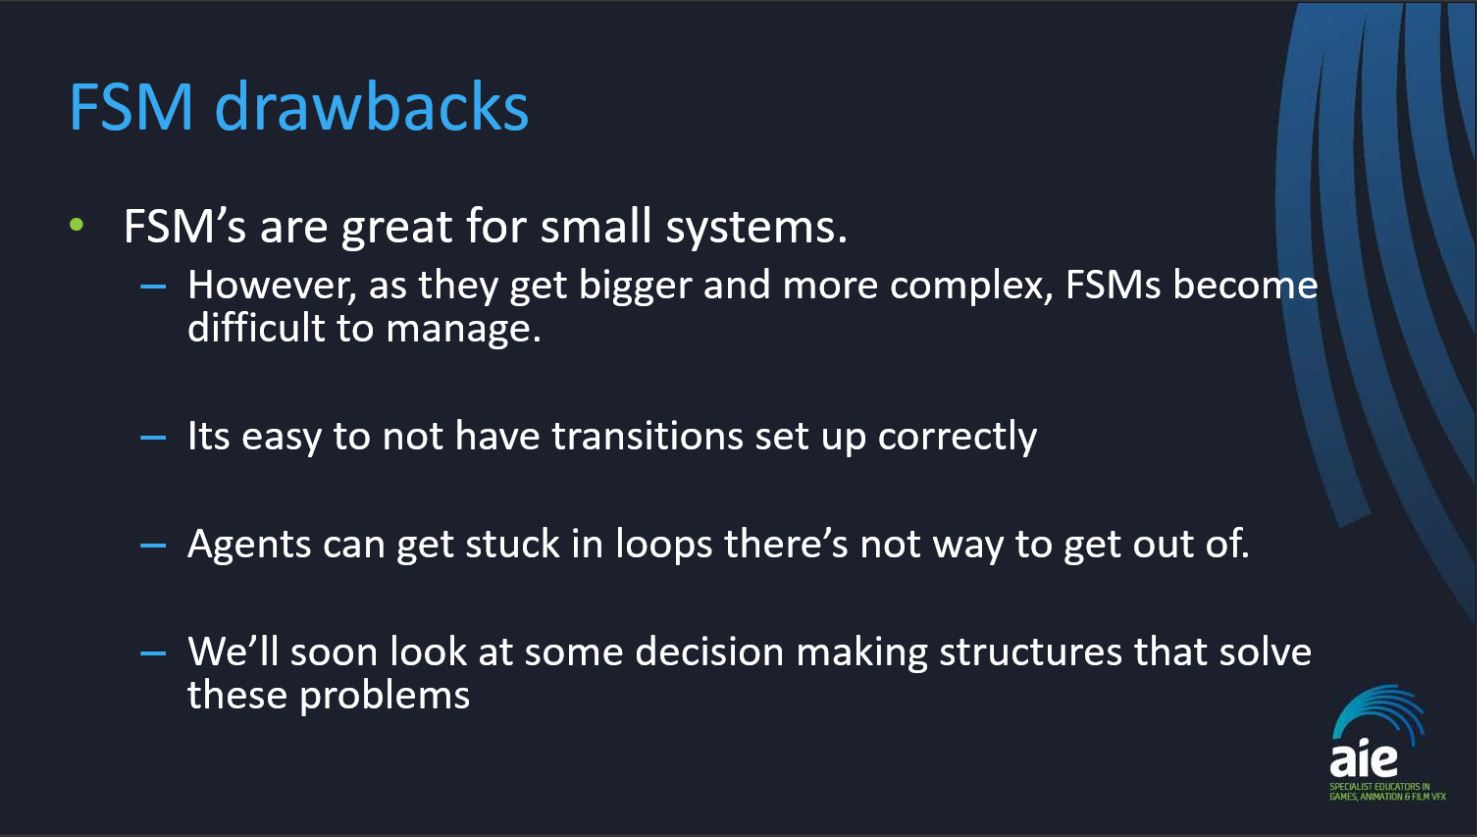 FSM drawbacks
• FSM’s are great for small systems.
– However, as they get bigger and more complex, FSMs become
difficult to manage.
– Its easy to not have transitions set up correctly
– Agents can get stuck in loops there’s not way to get out of.
– We’ll soon look at some decision making structures that solve
these problems
aie
SPECIALIST EDUCATORS IN
GAMES, ANIMATION & FILM VFX